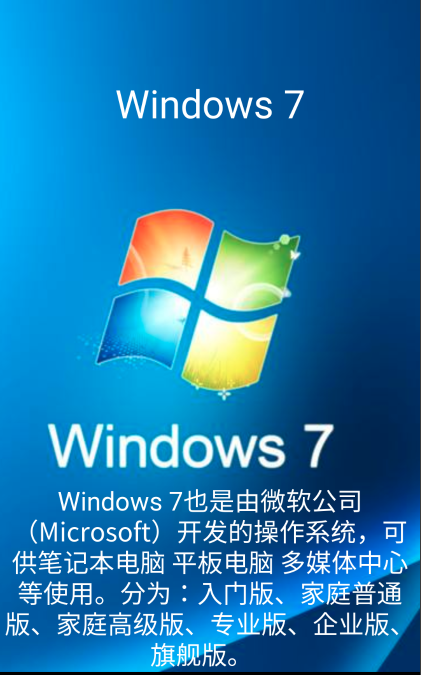 Windows 7
Windows 7
Windows 7也是由微软公司
（Microsoft）开发的操作系统，可
供笔记本电脑 平板电脑 多媒体中心
等使用。分为：入门版、家庭普通
版、家庭高级版、专业版、企业版、
旗舰版。